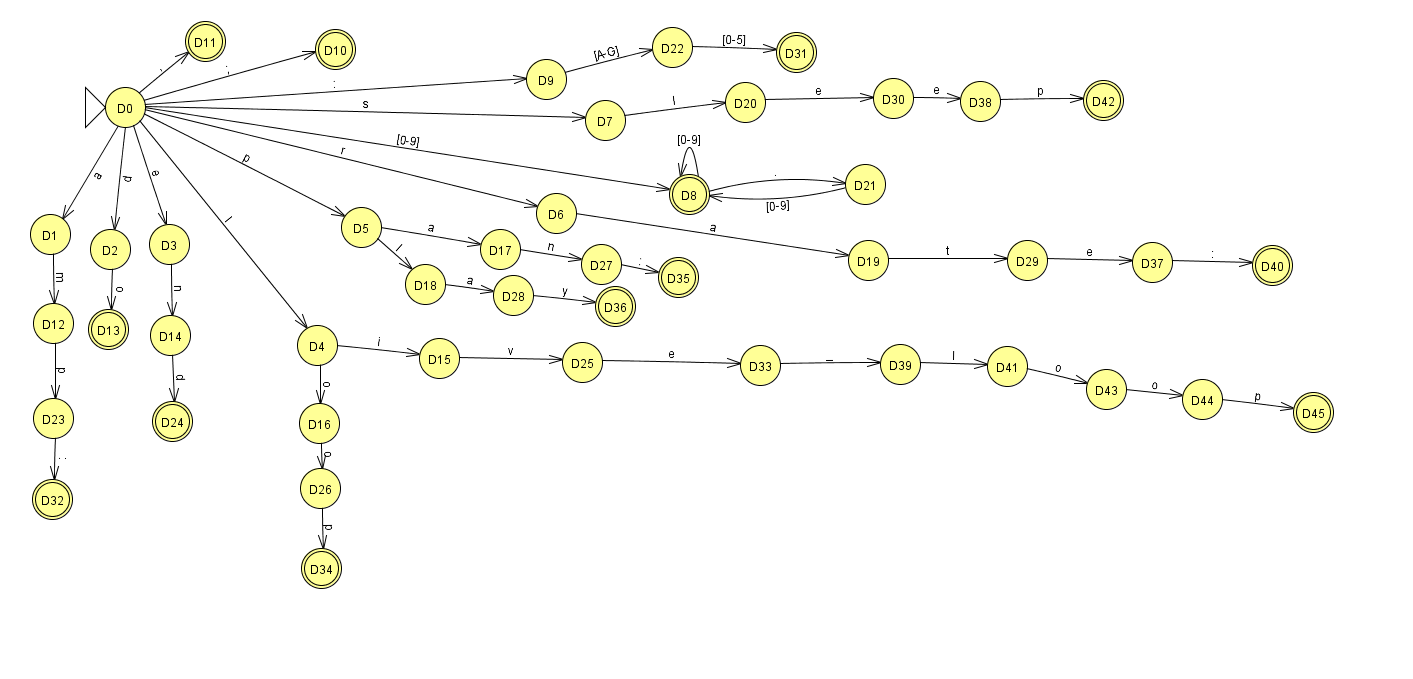 D11
D10
D22
[0-5]
D31
[A-G]
D9
:
D0
s
D7
l
D20
e
D30
e
D38
p
D42
[0-9]
r
p
[0-9]
D8
.
[0-9]
D21
a
d
e
l
D1
D2
D3
D5
a
D17
n
D27
:
D35
D6
a
D19
t
D29
e
D37
:
D40
l
D18
a
D28
y
D36
m
o
n
D12
D13
D14
D4
i
D15
v
D25
e
D33
_
D39
l
D41
o
D43
o
D44
p
D45
p
d
o
D23
D24
D16
:
o
D32
D26
p
D34